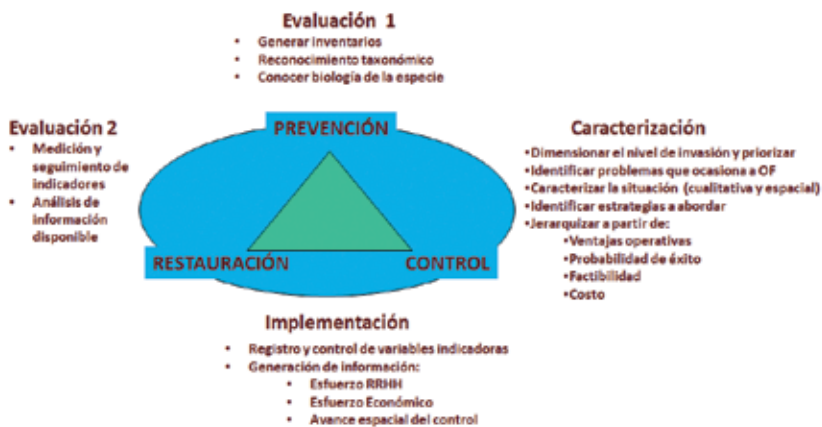 Evaluación 1
• Generar inventarios
• Reconocimiento taxonómico
• Conocer biología de la especie
Evaluación 2
• Medición y
seguimiento de
indicadores
• Análisis de
información
disponible
PREVENCIÓN
RESTAURACIÓN
CONTROL
Caracterización
•Dimensionar el nivel de invasión y priorizar
•Identificar problemas que ocasiona a OF
•Caracterizar la situación (cualitativa y espacial)
•Identificar estrategias a abordar
•Jerarquizar a partir de:
•Ventajas operativas
•Probabilidad de éxito
•Factibilidad
•Costo
Implementación
• Registro y control de variables indicadoras
• Generación de información:
• Esfuerzo RRHH
• Esfuerzo Económico
• Avance espacial del control